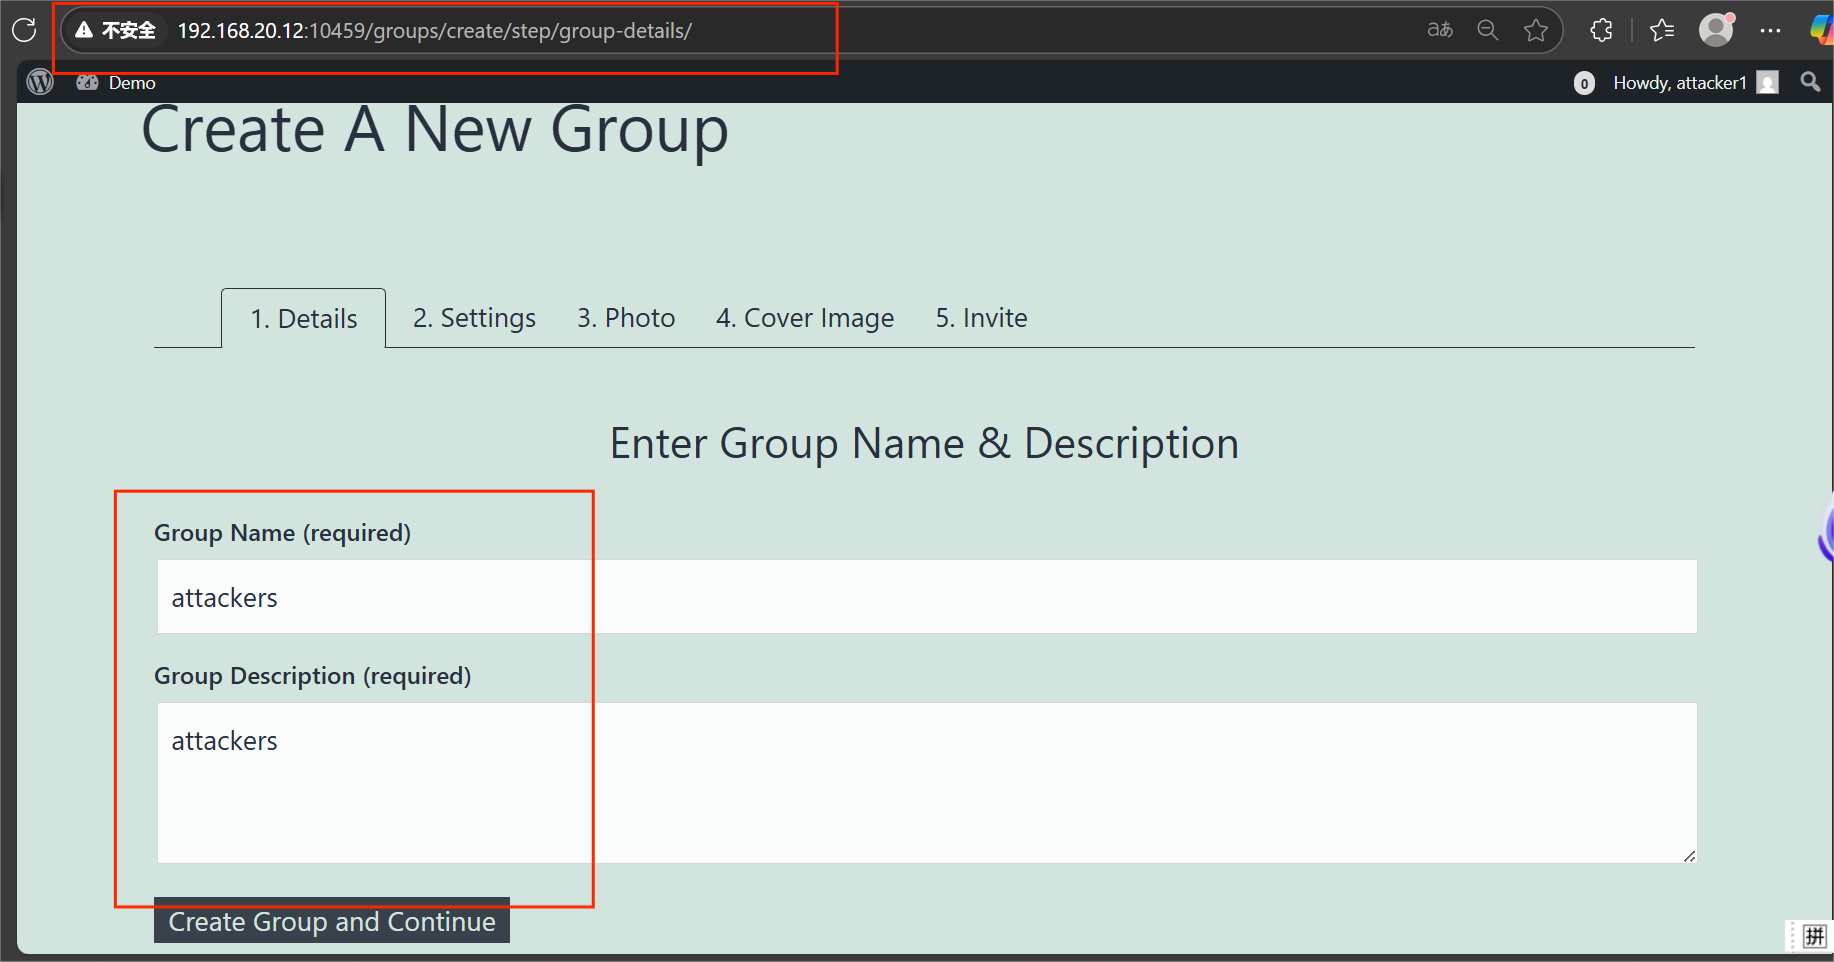 不安全 192.168.20.12:10459/groups/create/step/group-details/ aあ
Demo 0 Howdy, attacker1
Create A New Group
1. Details 2. Settings 3. Photo 4. Cover Image 5. Invite
Enter Group Name & Description
Group Name (required)
attackers
Group Description (required)
attackers
Create Group and Continue
拼